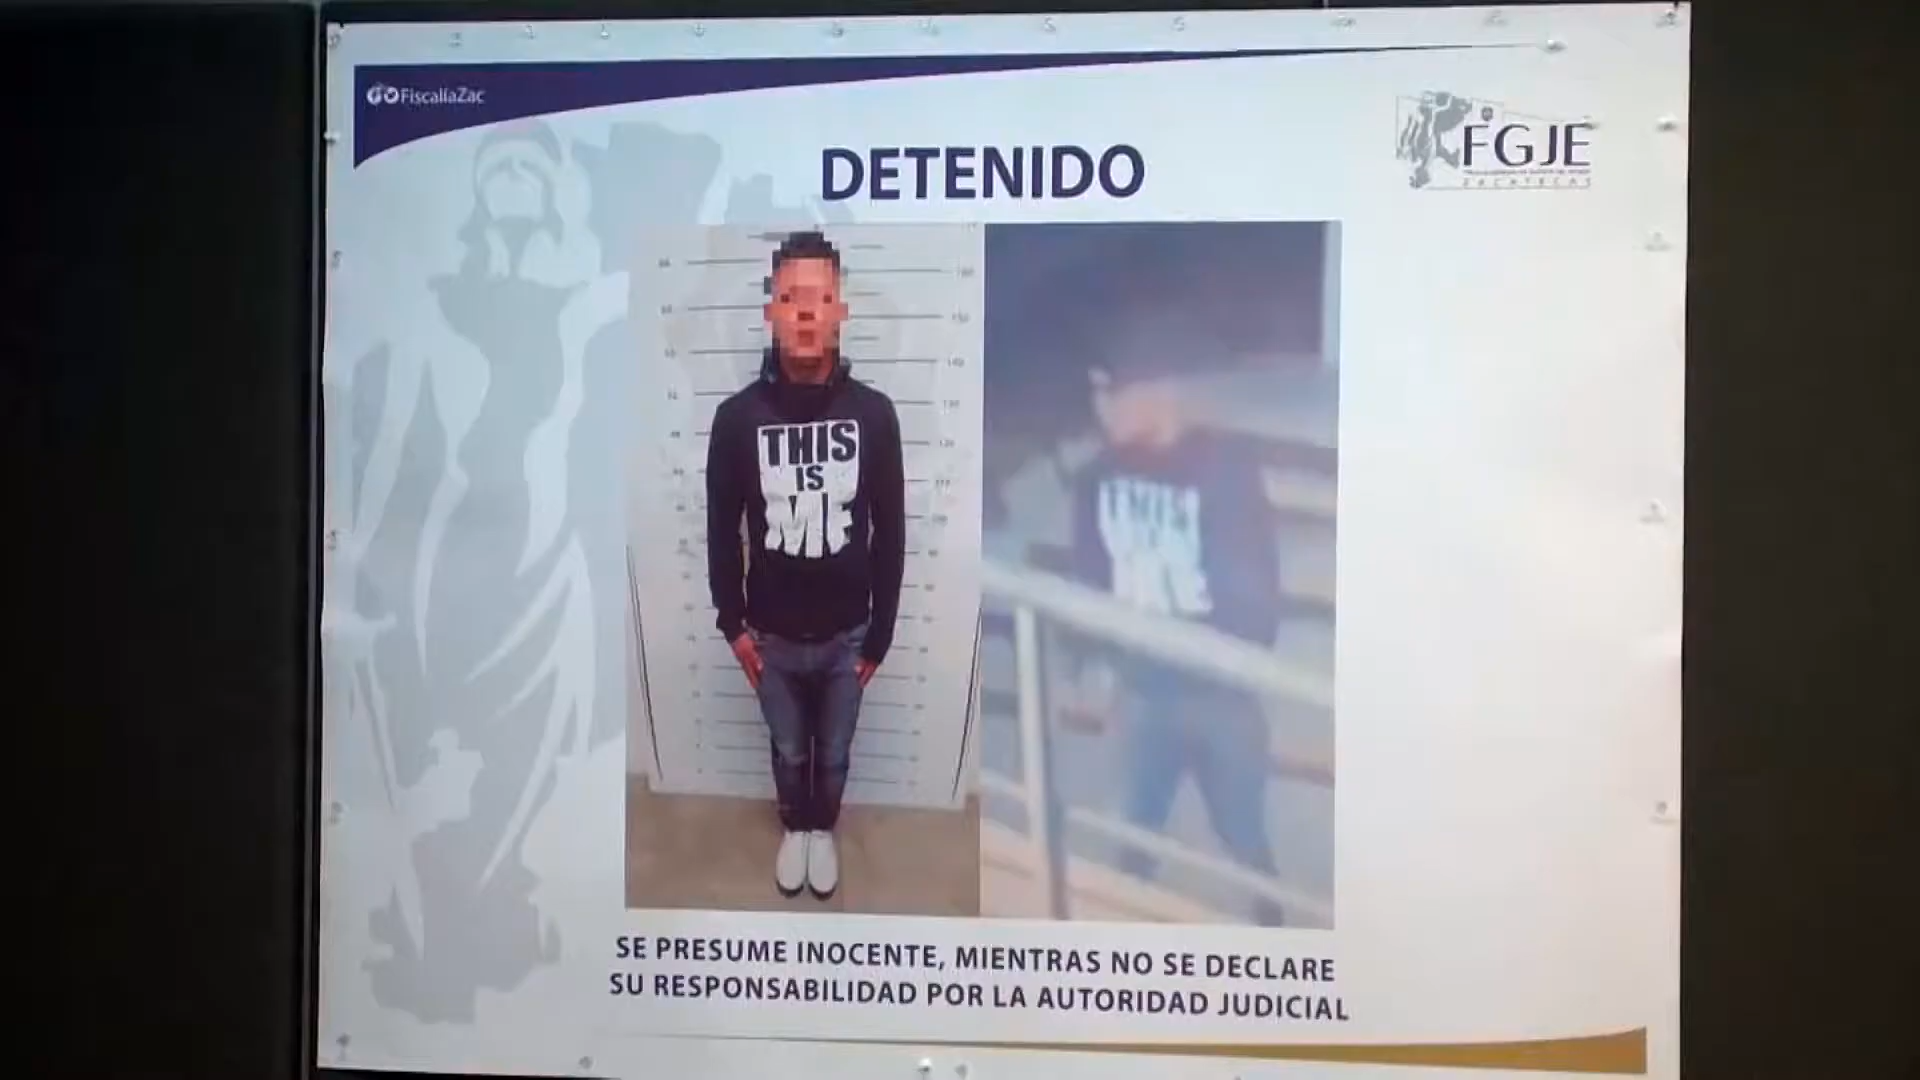 FiscalíaZac
FGJE
ZACATECAS
DETENIDO
THIS
IS
ME
SE PRESUME INOCENTE, MIENTRAS NO SE DECLARE
SU RESPONSABILIDAD POR LA AUTORIDAD JUDICIAL